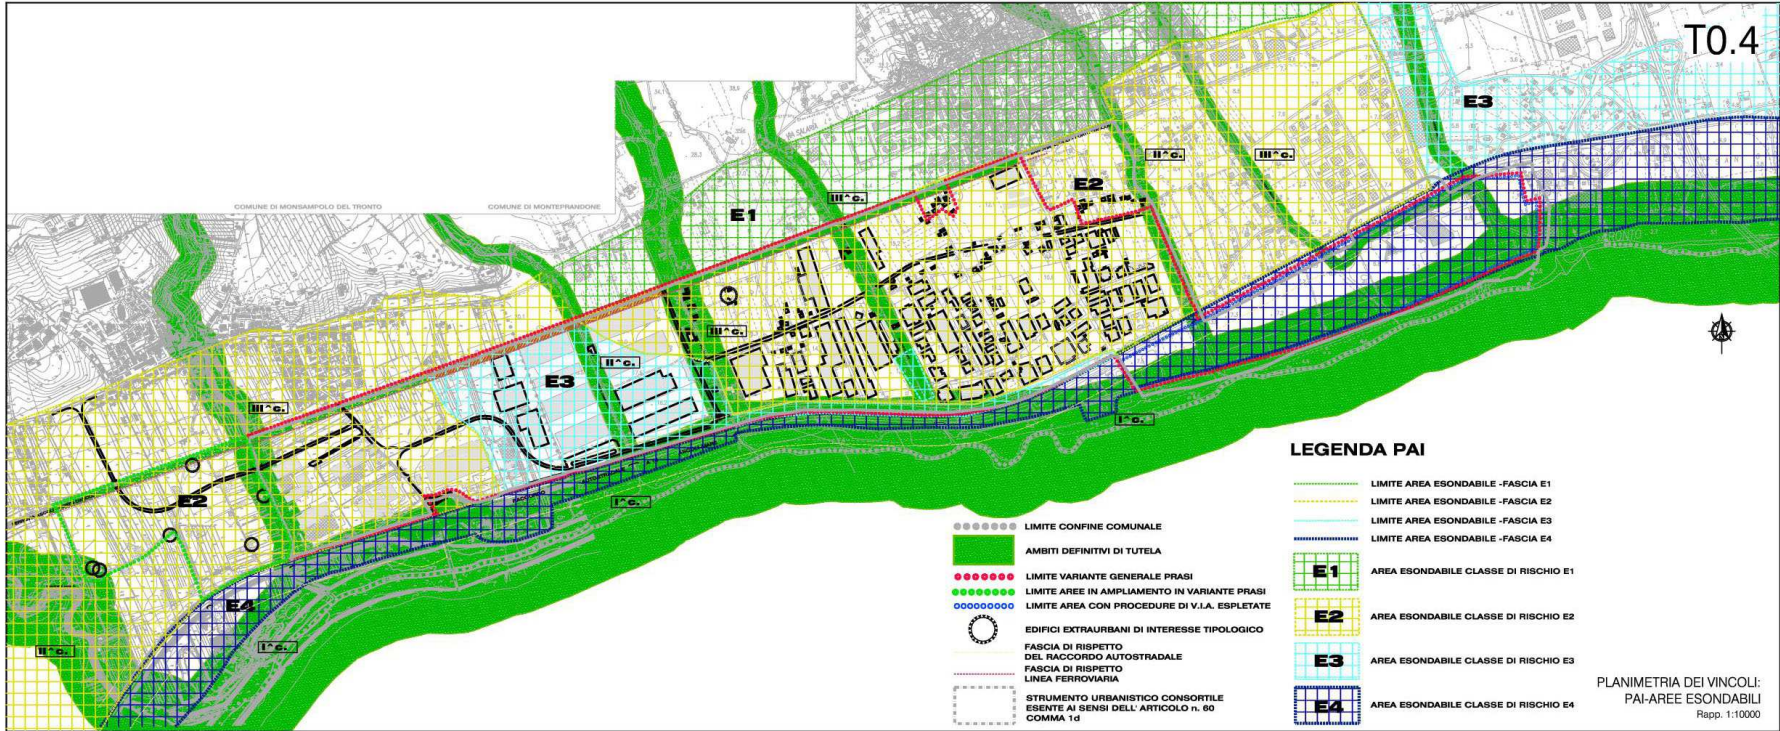 T0.4
E3
II^c.
III^c.
E2
VIA SALARIA
III^c.
COMUNE DI MONSAMPOLO DEL TRONTO
COMUNE DI MONTEPRANDONE
E1
III^c.
II^c.
E3
III^c.
I^c.
E2
I^c.
E4
II^c.
I^c.
LEGENDA PAI
LIMITE CONFINE COMUNALE
AMBITI DEFINITIVI DI TUTELA
LIMITE VARIANTE GENERALE PRASI
LIMITE AREE IN AMPLIAMENTO IN VARIANTE PRASI
LIMITE AREA CON PROCEDURE DI V.I.A. ESPLETATE
EDIFICI EXTRAURBANI DI INTERESSE TIPOLOGICO
FASCIA DI RISPETTO
DEL RACCORDO AUTOSTRADALE
FASCIA DI RISPETTO
LINEA FERROVIARIA
STRUMENTO URBANISTICO CONSORTILE
ESENTE AI SENSI DELL' ARTICOLO n. 60
COMMA 1d
LIMITE AREA ESONDABILE -FASCIA E1
LIMITE AREA ESONDABILE -FASCIA E2
LIMITE AREA ESONDABILE -FASCIA E3
LIMITE AREA ESONDABILE -FASCIA E4
E1 AREA ESONDABILE CLASSE DI RISCHIO E1
E2 AREA ESONDABILE CLASSE DI RISCHIO E2
E3 AREA ESONDABILE CLASSE DI RISCHIO E3
E4 AREA ESONDABILE CLASSE DI RISCHIO E4
PLANIMETRIA DEI VINCOLI:
PAI-AREE ESONDABILI
Rapp. 1:10000